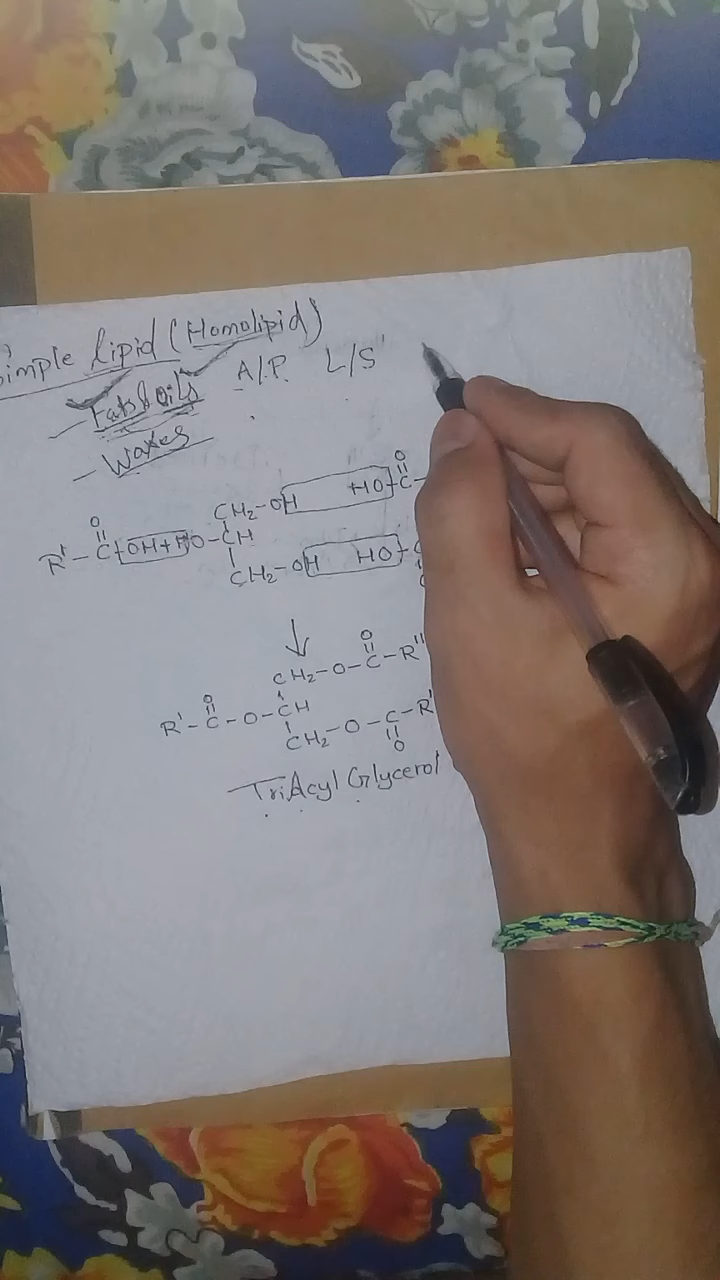 Simple Lipid (Homolipid)
- Fats & Oils A/P. L/S'
- Waxes
O
CH₂-OH HO-C-
O
R'-C-OH+HO-CH
CH₂-OH HO-
↓
O
CH₂-O-C-R"
O
R'-C-O-CH
CH₂-O-C-R'
O
TriAcyl Glycerol